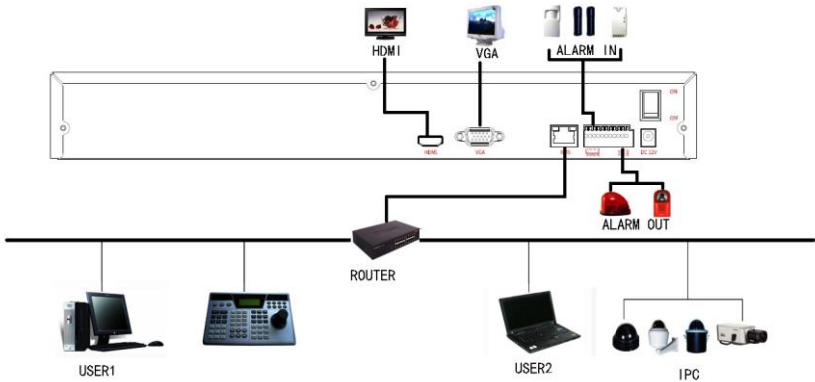 HDMI
VGA
ALARM IN
ON
OFF
HDMI
VGA
DC 12V
ALARM OUT
ROUTER
USER1
USER2
IPC